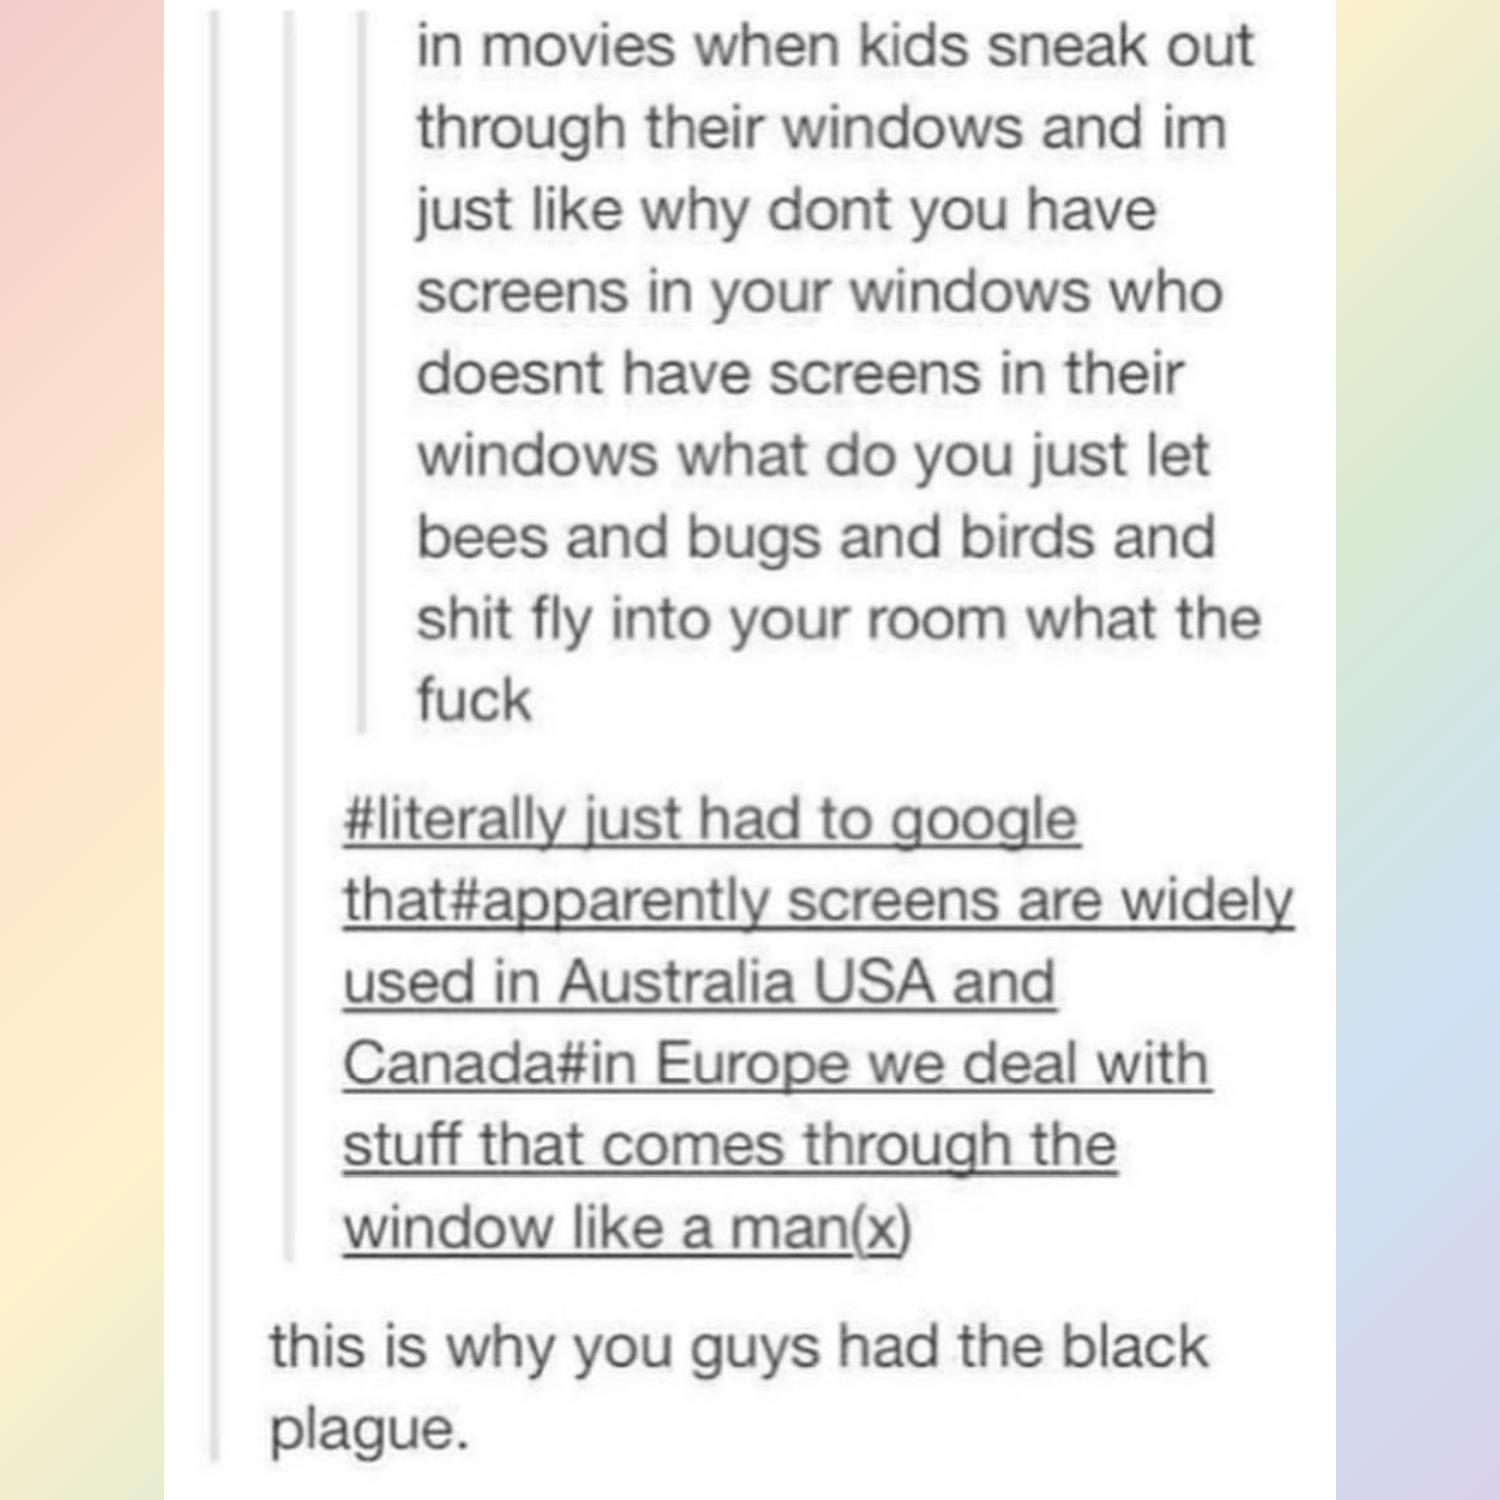 in movies when kids sneak out
through their windows and im
just like why dont you have
screens in your windows who
doesnt have screens in their
windows what do you just let
bees and bugs and birds and
shit fly into your room what the
fuck
#literally just had to google
that#apparently screens are widely
used in Australia USA and
Canada#in Europe we deal with
stuff that comes through the
window like a man(x)
this is why you guys had the black
plague.